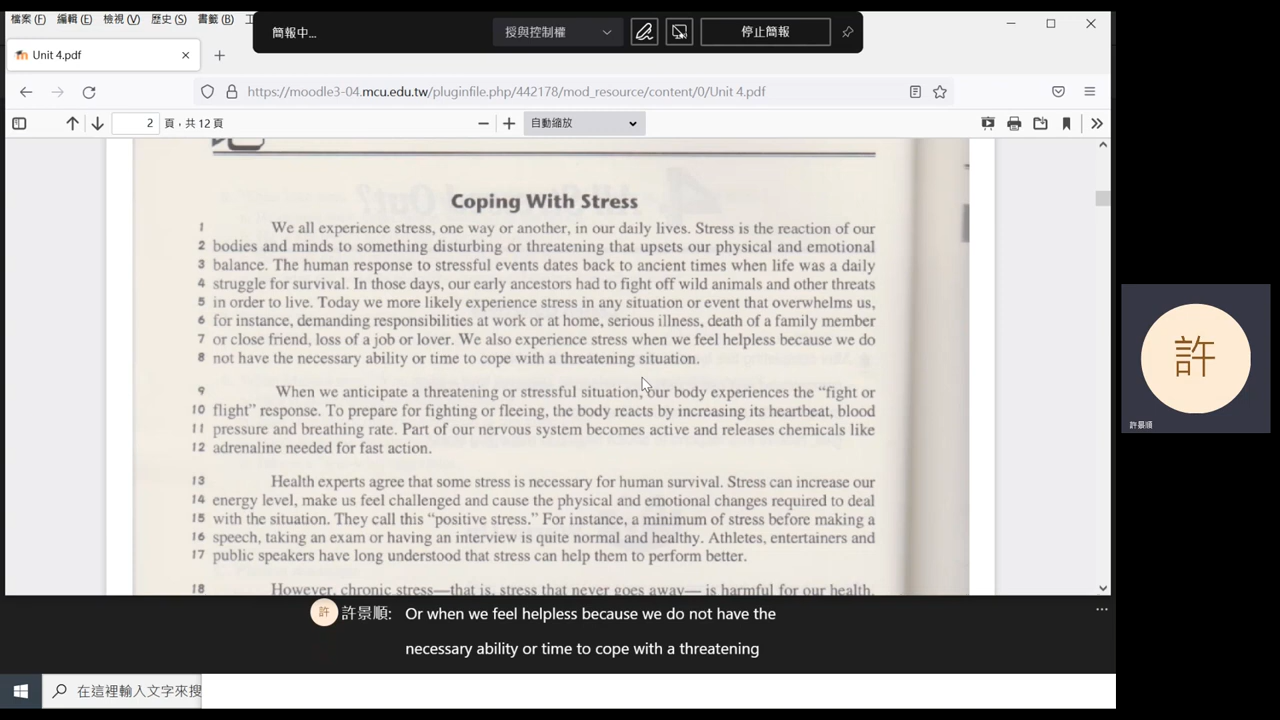 檔案(F) 編輯(E) 檢視(V) 歷史(S) 書籤(B)
簡報中...
授與控制權
停止簡報
Unit 4.pdf
https://moodle3-04.mcu.edu.tw/pluginfile.php/442178/mod_resource/content/0/Unit 4.pdf
2 頁，共 12 頁
自動縮放
Coping With Stress
1 We all experience stress, one way or another, in our daily lives. Stress is the reaction of our
2 bodies and minds to something disturbing or threatening that upsets our physical and emotional
3 balance. The human response to stressful events dates back to ancient times when life was a daily
4 struggle for survival. In those days, our early ancestors had to fight off wild animals and other threats
5 in order to live. Today we more likely experience stress in any situation or event that overwhelms us,
6 for instance, demanding responsibilities at work or at home, serious illness, death of a family member
7 or close friend, loss of a job or lover. We also experience stress when we feel helpless because we do
8 not have the necessary ability or time to cope with a threatening situation.
9 When we anticipate a threatening or stressful situation, our body experiences the “fight or
10 flight” response. To prepare for fighting or fleeing, the body reacts by increasing its heartbeat, blood
11 pressure and breathing rate. Part of our nervous system becomes active and releases chemicals like
12 adrenaline needed for fast action.
13 Health experts agree that some stress is necessary for human survival. Stress can increase our
14 energy level, make us feel challenged and cause the physical and emotional changes required to deal
15 with the situation. They call this “positive stress.” For instance, a minimum of stress before making a
16 speech, taking an exam or having an interview is quite normal and healthy. Athletes, entertainers and
17 public speakers have long understood that stress can help them to perform better.
18 However, chronic stress—that is, stress that never goes away— is harmful for our health.
許
許景順
許 許景順: Or when we feel helpless because we do not have the
necessary ability or time to cope with a threatening
在這裡輸入文字來搜